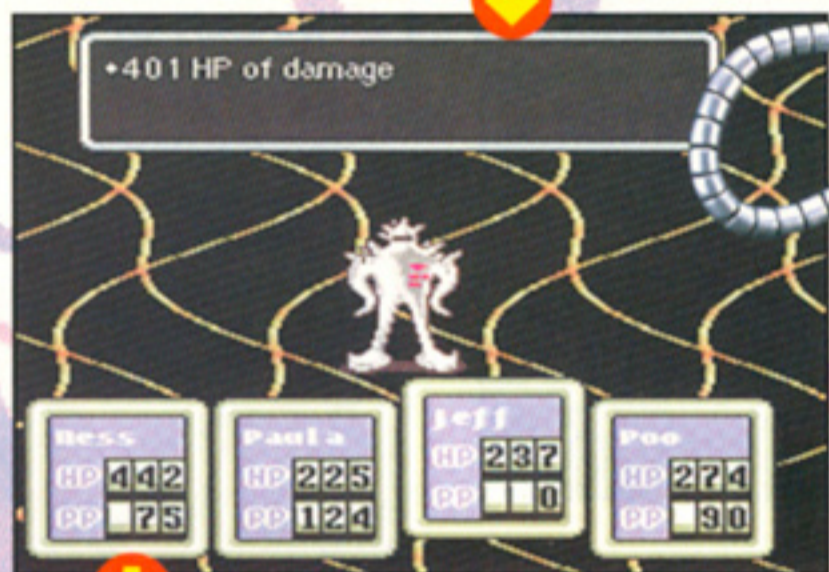 •401 HP of damage
Ness
HP 442
PP 75
Paula
HP 225
PP 124
Jeff
HP 237
PP 0
Poo
HP 274
PP 90